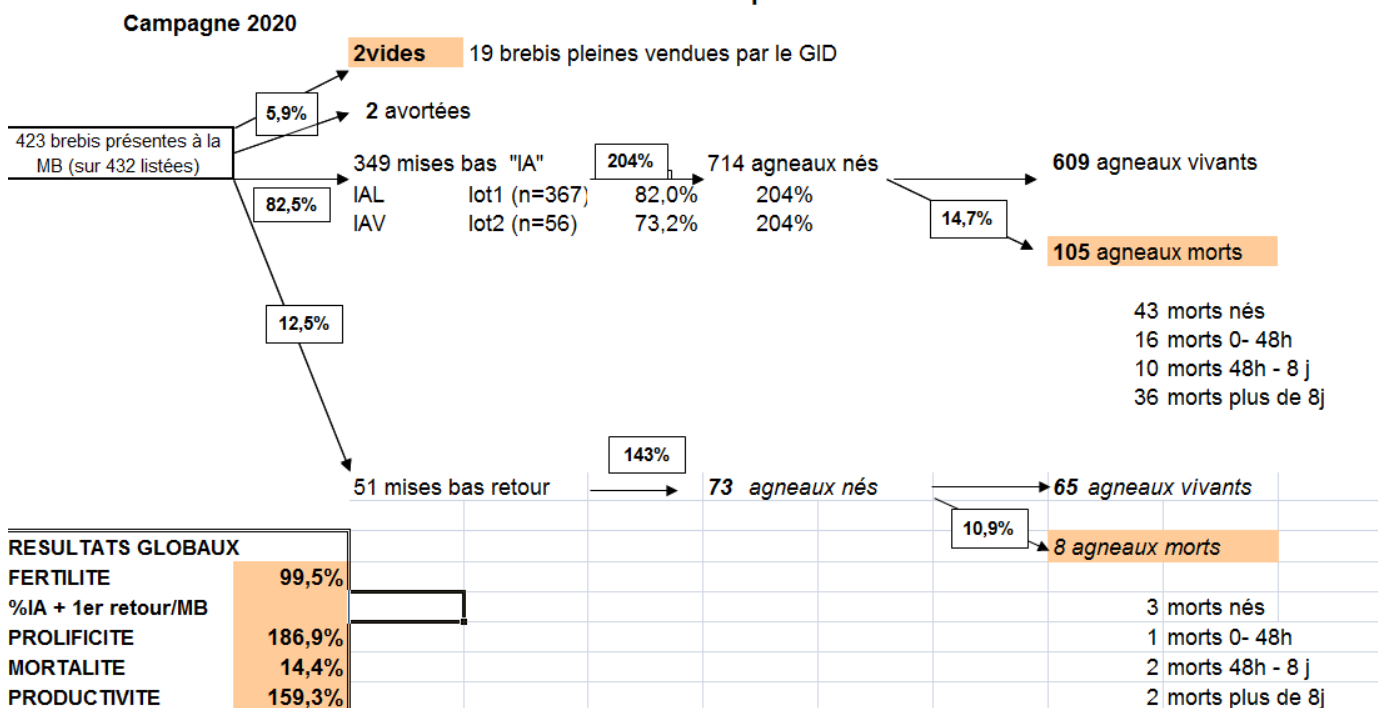 Campagne 2020
2vides 19 brebis pleines vendues par le GID
5,9%
2 avortées
423 brebis présentes à la
MB (sur 432 listées)
349 mises bas "IA" 204% 714 agneaux nés 609 agneaux vivants
82,5%
IAL lot1 (n=367) 82,0% 204%
IAV lot2 (n=56) 73,2% 204%
14,7%
105 agneaux morts
43 morts nés
12,5%
16 morts 0- 48h
10 morts 48h - 8 j
36 morts plus de 8j
143%
51 mises bas retour 73 agneaux nés 65 agneaux vivants
10,9%
8 agneaux morts
RESULTATS GLOBAUX
FERTILITE 99,5%
%IA + 1er retour/MB 3 morts nés
PROLIFICITE 186,9% 1 morts 0- 48h
MORTALITE 14,4% 2 morts 48h - 8 j
PRODUCTIVITE 159,3% 2 morts plus de 8j